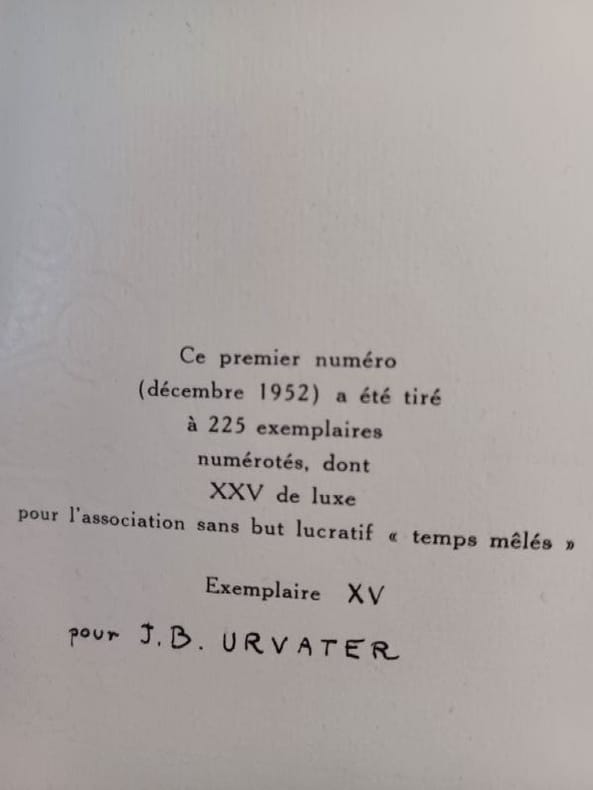 Ce premier numéro
(décembre 1952) a été tiré
à 225 exemplaires
numérotés, dont
XXV de luxe
pour l'association sans but lucratif « temps mêlés »
Exemplaire XV
pour J.B. URVATER